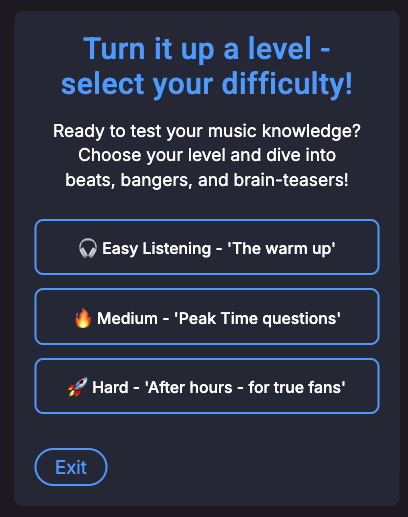 Turn it up a level -
select your difficulty!
Ready to test your music knowledge?
Choose your level and dive into
beats, bangers, and brain-teasers!
🎧 Easy Listening - 'The warm up'
🔥 Medium - 'Peak Time questions'
🚀 Hard - 'After hours - for true fans'
Exit